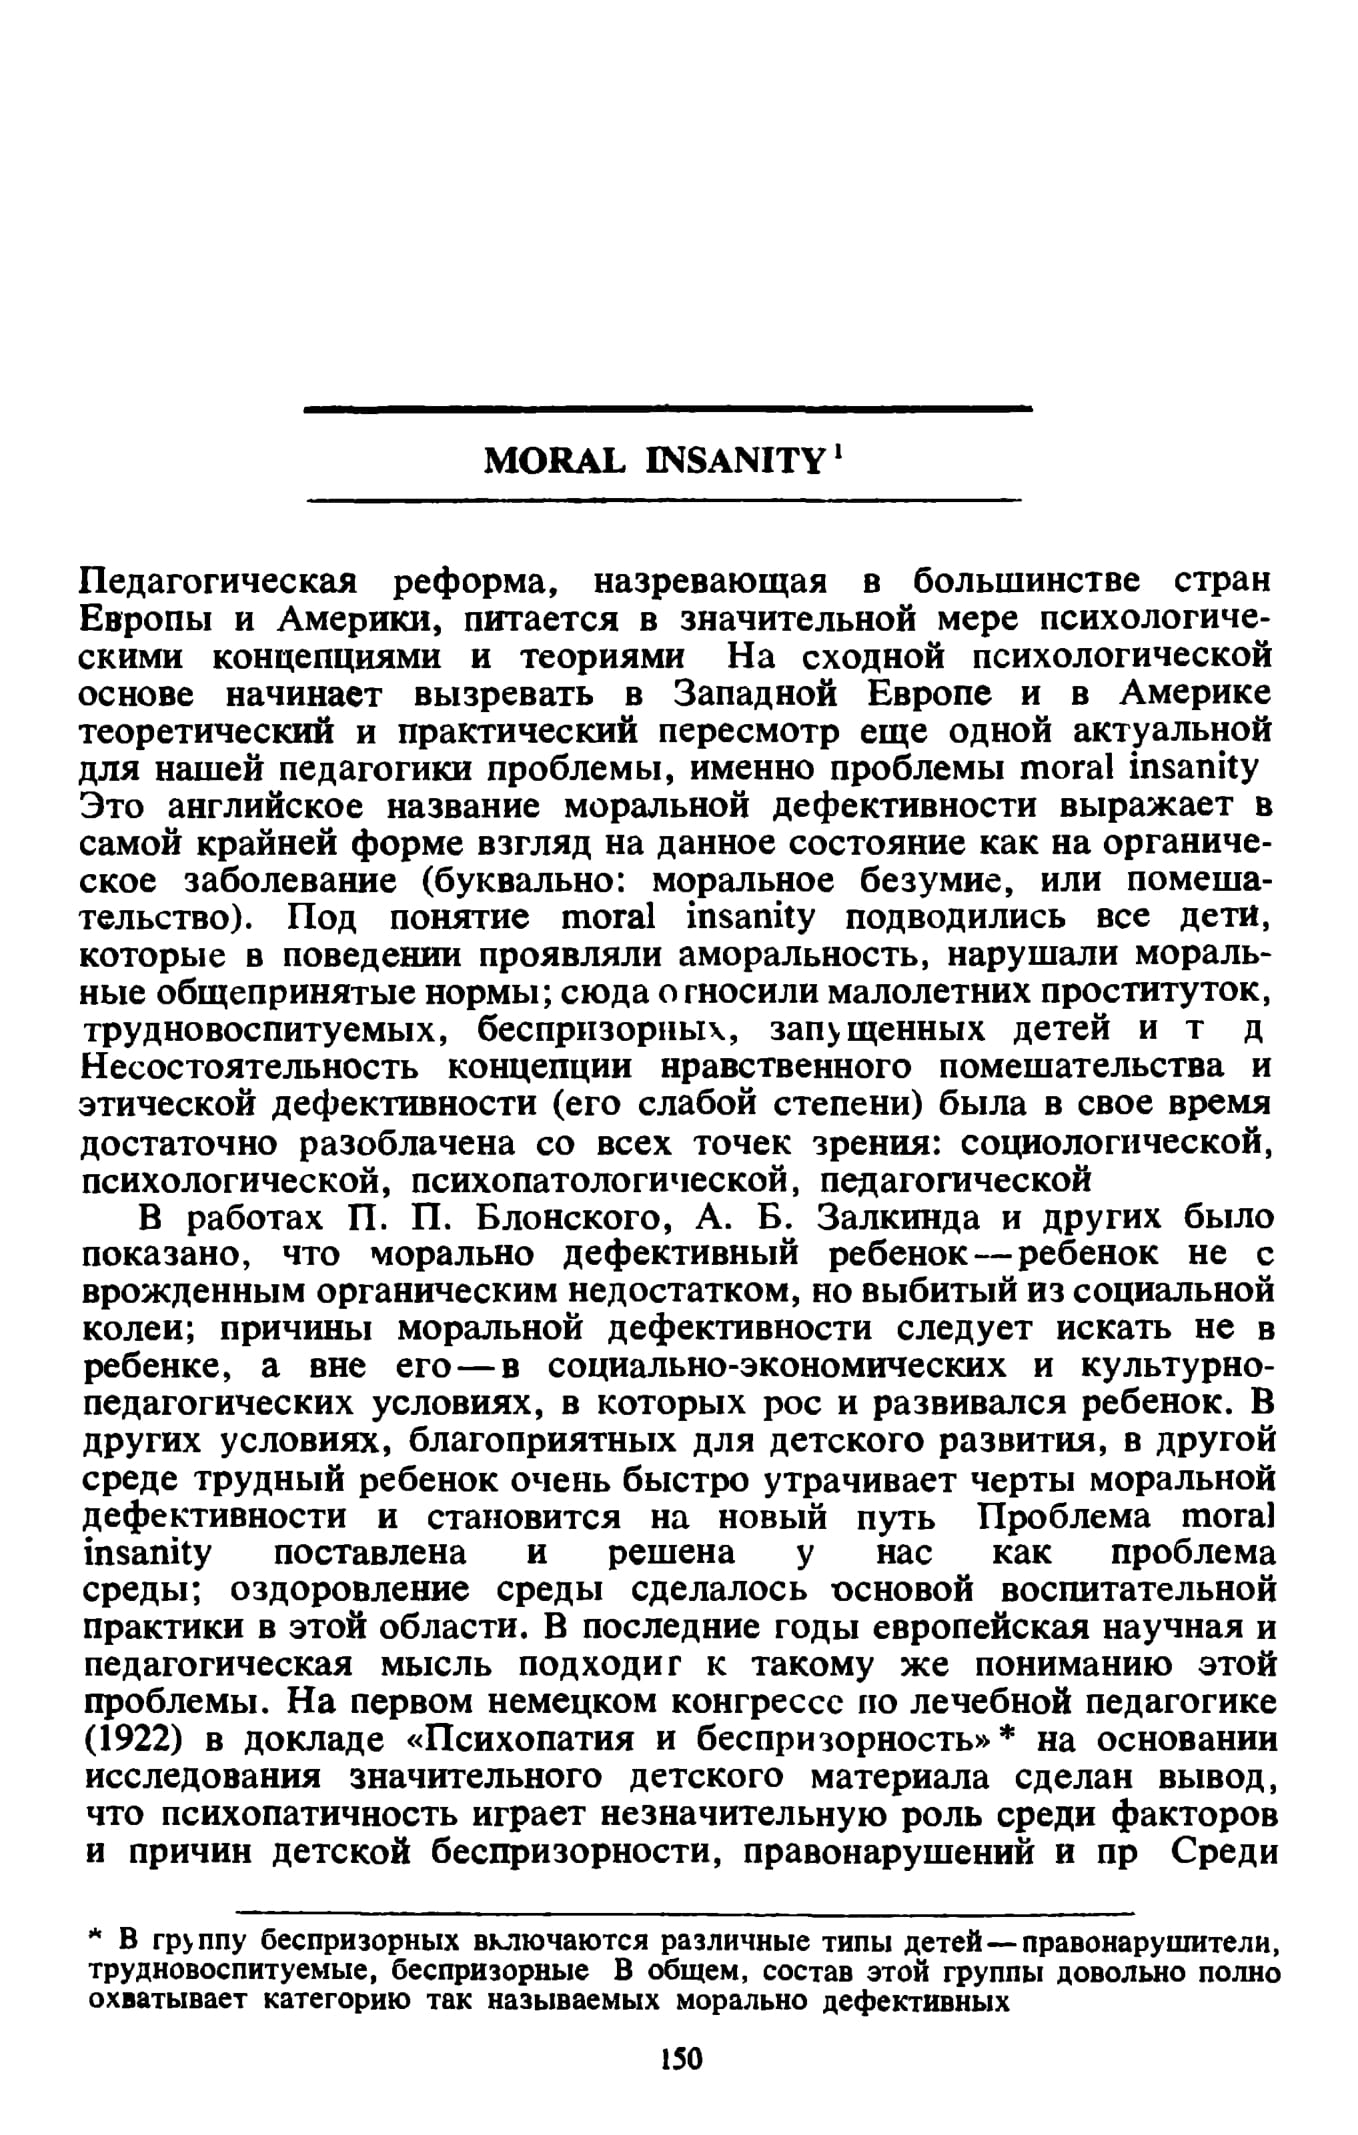 MORAL INSANITY¹
Педагогическая реформа, назревающая в большинстве стран
Европы и Америки, питается в значительной мере психологиче-
скими концепциями и теориями На сходной психологической
основе начинает вызревать в Западной Европе и в Америке
теоретический и практический пересмотр еще одной актуальной
для нашей педагогики проблемы, именно проблемы moral insanity
Это английское название моральной дефективности выражает в
самой крайней форме взгляд на данное состояние как на органиче-
ское заболевание (буквально: моральное безумие, или помеша-
тельство). Под понятие moral insanity подводились все дети,
которые в поведении проявляли аморальность, нарушали мораль-
ные общепринятые нормы; сюда относили малолетних проституток,
трудновоспитуемых, беспризорных, запущенных детей и т д
Несостоятельность концепции нравственного помешательства и
этической дефективности (его слабой степени) была в свое время
достаточно разоблачена со всех точек зрения: социологической,
психологической, психопатологической, педагогической
В работах П. П. Блонского, А. Б. Залкинда и других было
показано, что морально дефективный ребенок—ребенок не с
врожденным органическим недостатком, но выбитый из социальной
колеи; причины моральной дефективности следует искать не в
ребенке, а вне его—в социально-экономических и культурно-
педагогических условиях, в которых рос и развивался ребенок. В
других условиях, благоприятных для детского развития, в другой
среде трудный ребенок очень быстро утрачивает черты моральной
дефективности и становится на новый путь Проблема moral
insanity поставлена и решена у нас как проблема
среды; оздоровление среды сделалось основой воспитательной
практики в этой области. В последние годы европейская научная и
педагогическая мысль подходит к такому же пониманию этой
проблемы. На первом немецком конгрессе по лечебной педагогике
(1922) в докладе «Психопатия и беспризорность»* на основании
исследования значительного детского материала сделан вывод,
что психопатичность играет незначительную роль среди факторов
и причин детской беспризорности, правонарушений и пр Среди
* В группу беспризорных включаются различные типы детей—правонарушители,
трудновоспитуемые, беспризорные В общем, состав этой группы довольно полно
охватывает категорию так называемых морально дефективных
150